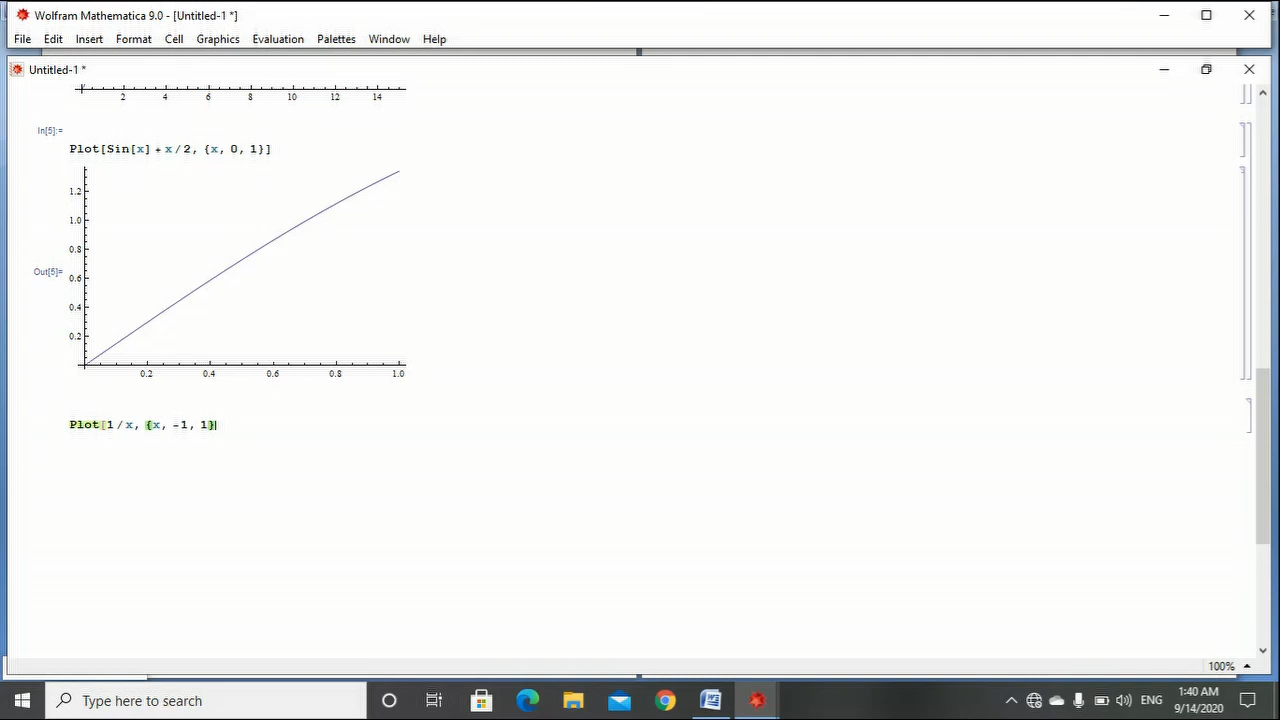 Wolfram Mathematica 9.0 - [Untitled-1 *]
File Edit Insert Format Cell Graphics Evaluation Palettes Window Help
Untitled-1 *
2 4 6 8 10 12 14
In[5]:=
Plot[Sin[x] + x/2, {x, 0, 1}]
1.2
1.0
0.8
Out[5]=
0.6
0.4
0.2
0.2 0.4 0.6 0.8 1.0
Plot[1/x, {x, -1, 1}
100%
Type here to search
ENG
1:40 AM
9/14/2020